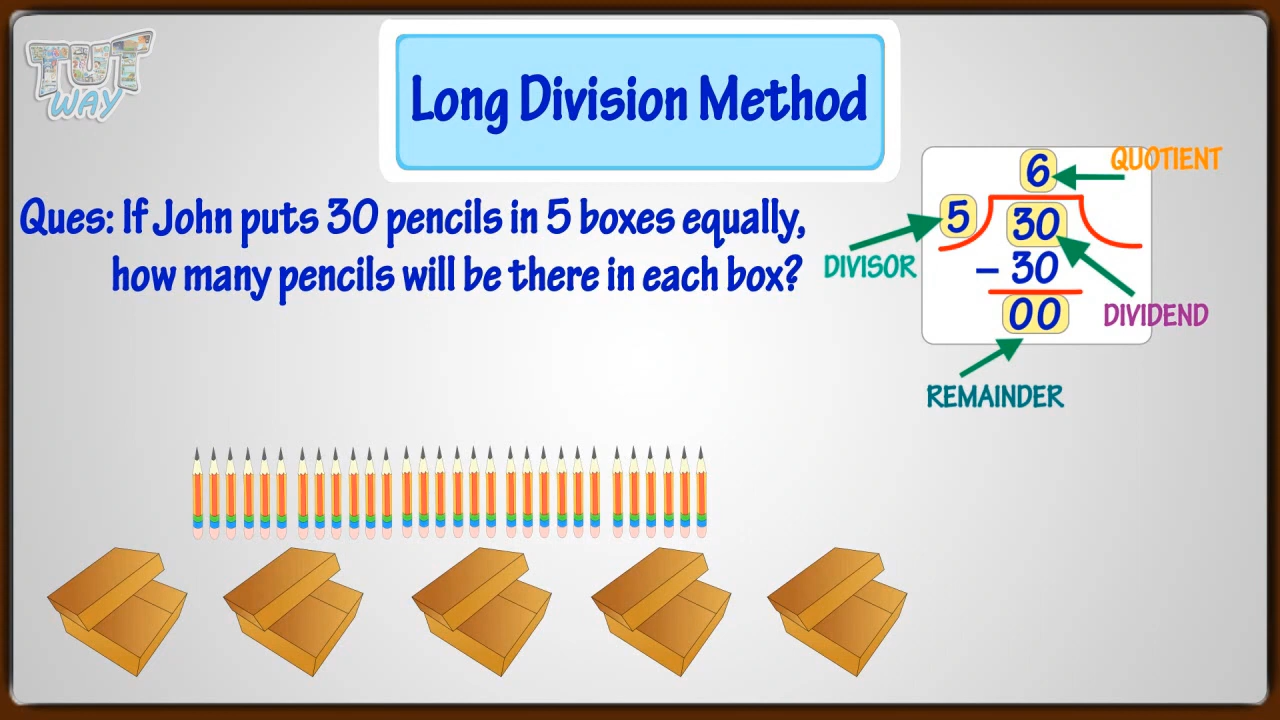 TUT
WAY
Long Division Method
Ques: If John puts 30 pencils in 5 boxes equally,
how many pencils will be there in each box?
6
QUOTIENT
5
30
DIVISOR
– 30
DIVIDEND
00
REMAINDER